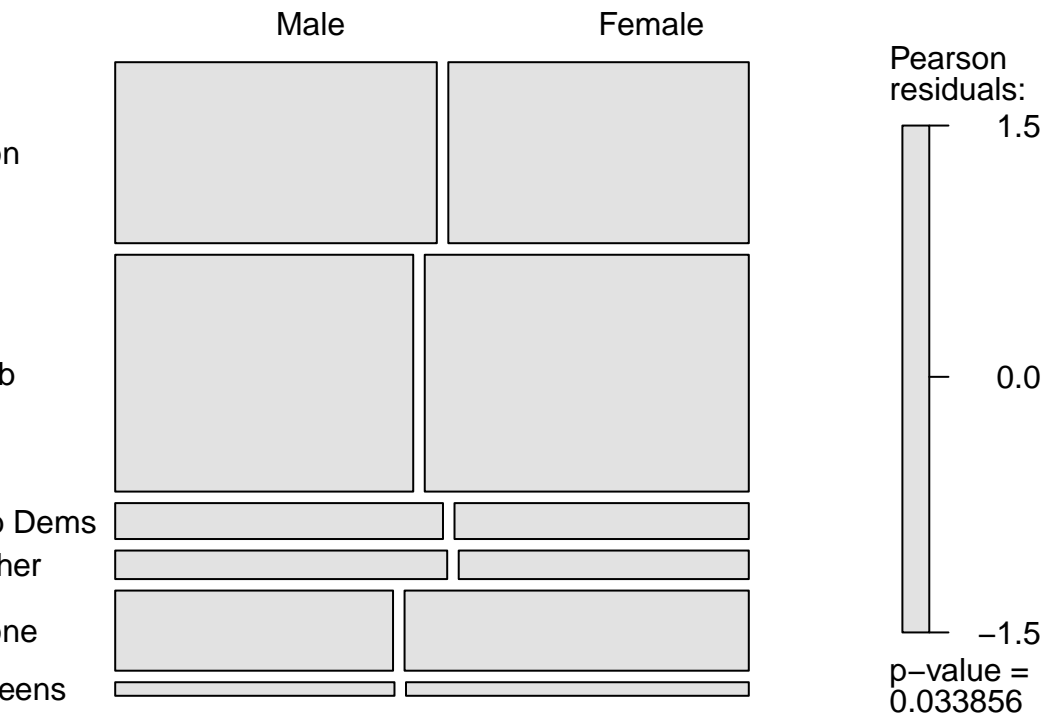 Male Female
Pearson
residuals:
1.5
on
0.0
b
o Dems
her
one
−1.5
eens
p−value =
0.033856